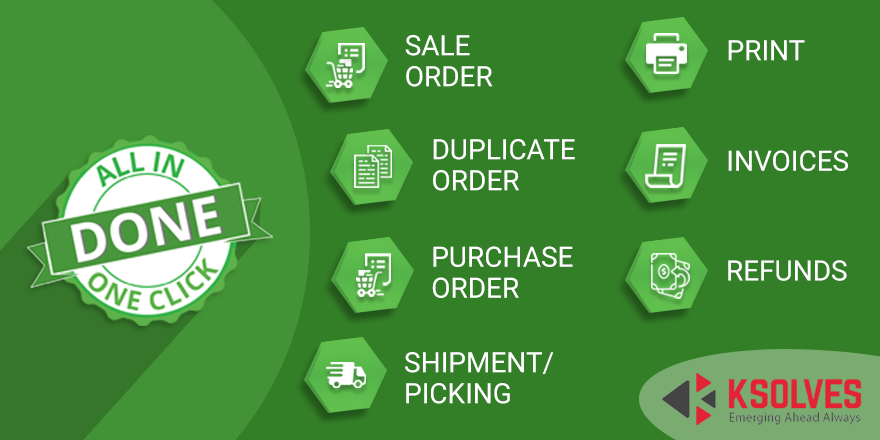 ALL IN
DONE
ONE CLICK
SALE
ORDER
DUPLICATE
ORDER
PURCHASE
ORDER
SHIPMENT/
PICKING
PRINT
INVOICES
REFUNDS
$
KSOLVES
Emerging Ahead Always